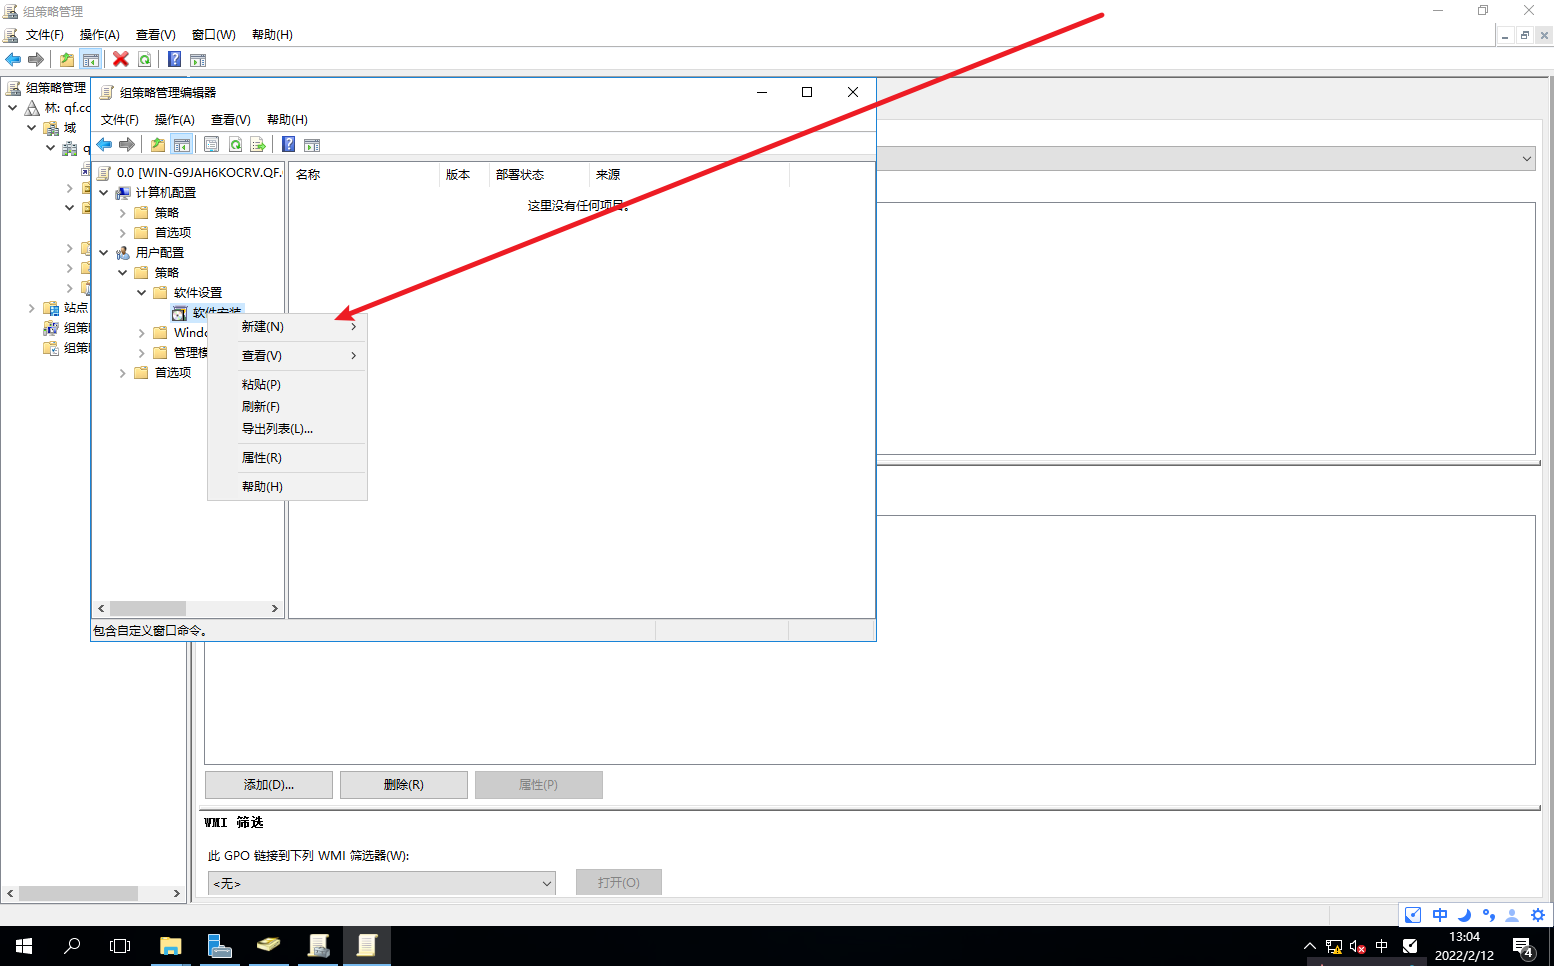 组策略管理
文件(F) 操作(A) 查看(V) 窗口(W) 帮助(H)
组策略管理
林: qf.cc
域
q
站点
组策
组策
组策略管理编辑器
文件(F) 操作(A) 查看(V) 帮助(H)
0.0 [WIN-G9JAH6KOCRV.QF.
计算机配置
策略
首选项
用户配置
策略
软件设置
软件安装
Windo
管理模
首选项
名称 版本 部署状态 来源
这里没有任何项目。
新建(N)
查看(V)
粘贴(P)
刷新(F)
导出列表(L)...
属性(R)
帮助(H)
包含自定义窗口命令。
添加(D)... 删除(R) 属性(P)
WMI 筛选
此 GPO 链接到下列 WMI 筛选器(W):
<无> 打开(O)
中
中 13:04
2022/2/12
4